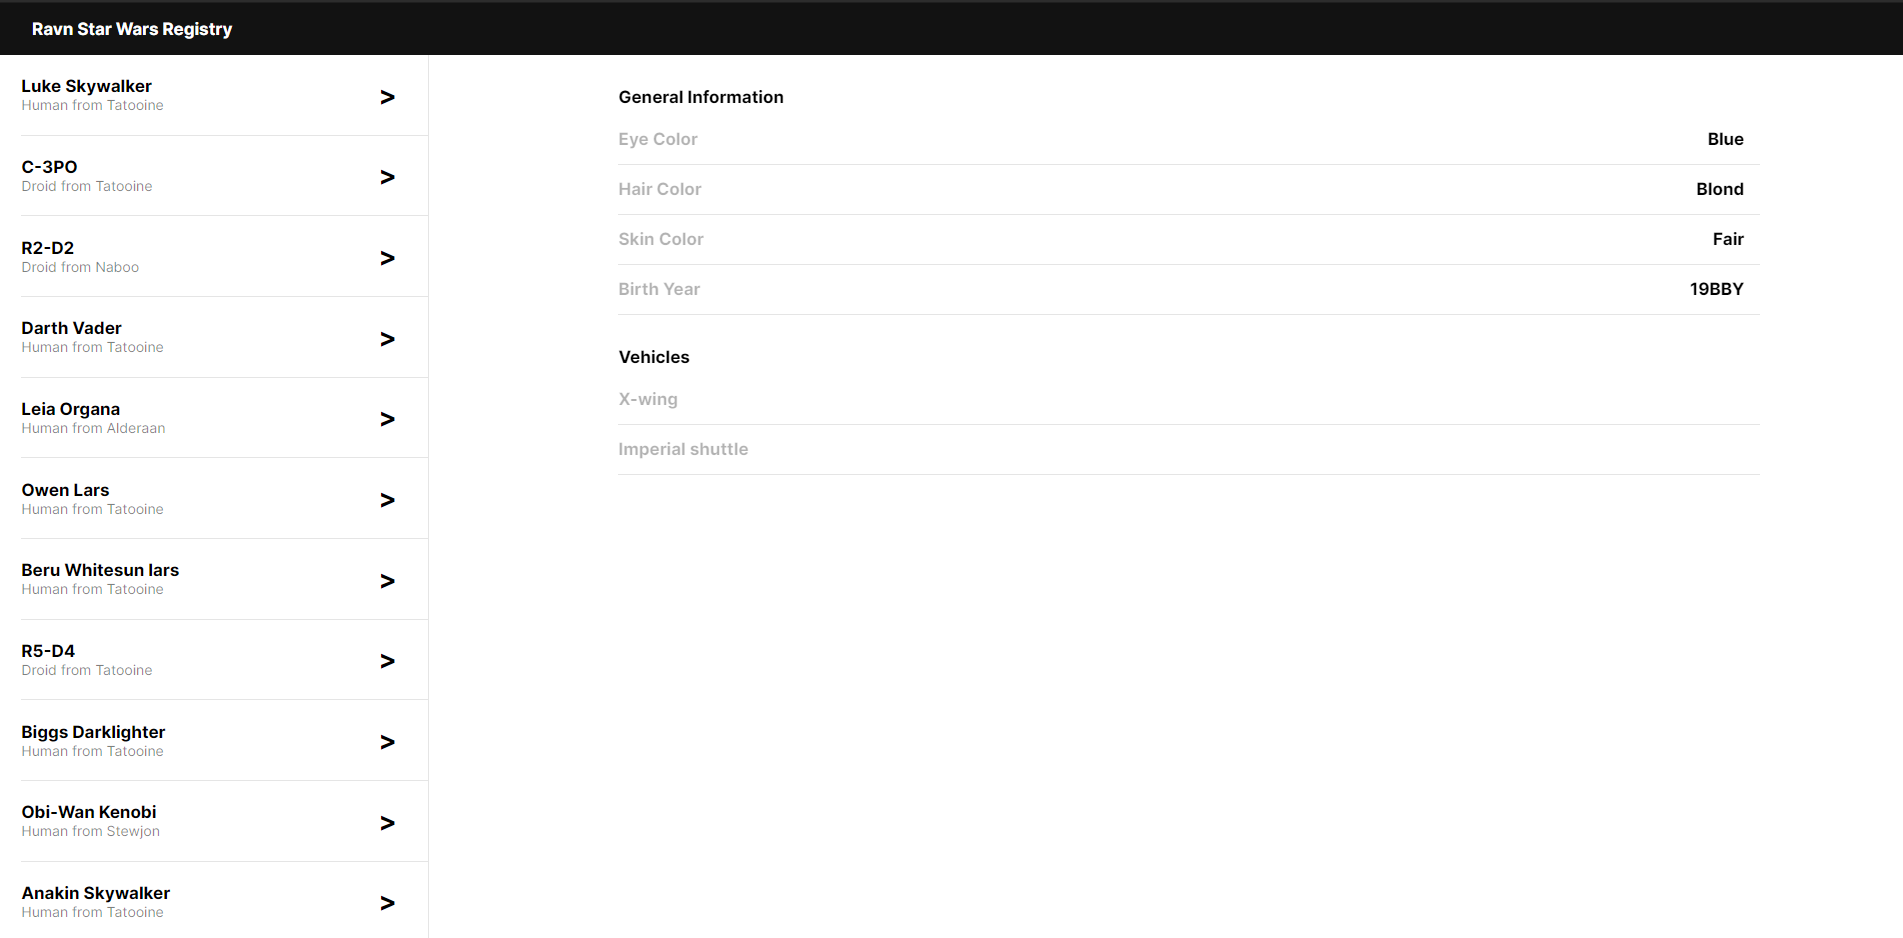 Ravn Star Wars Registry
Luke Skywalker
Human from Tatooine
>
C-3PO
Droid from Tatooine
>
R2-D2
Droid from Naboo
>
Darth Vader
Human from Tatooine
>
Leia Organa
Human from Alderaan
>
Owen Lars
Human from Tatooine
>
Beru Whitesun lars
Human from Tatooine
>
R5-D4
Droid from Tatooine
>
Biggs Darklighter
Human from Tatooine
>
Obi-Wan Kenobi
Human from Stewjon
>
Anakin Skywalker
Human from Tatooine
>
General Information
Eye Color Blue
Hair Color Blond
Skin Color Fair
Birth Year 19BBY
Vehicles
X-wing
Imperial shuttle